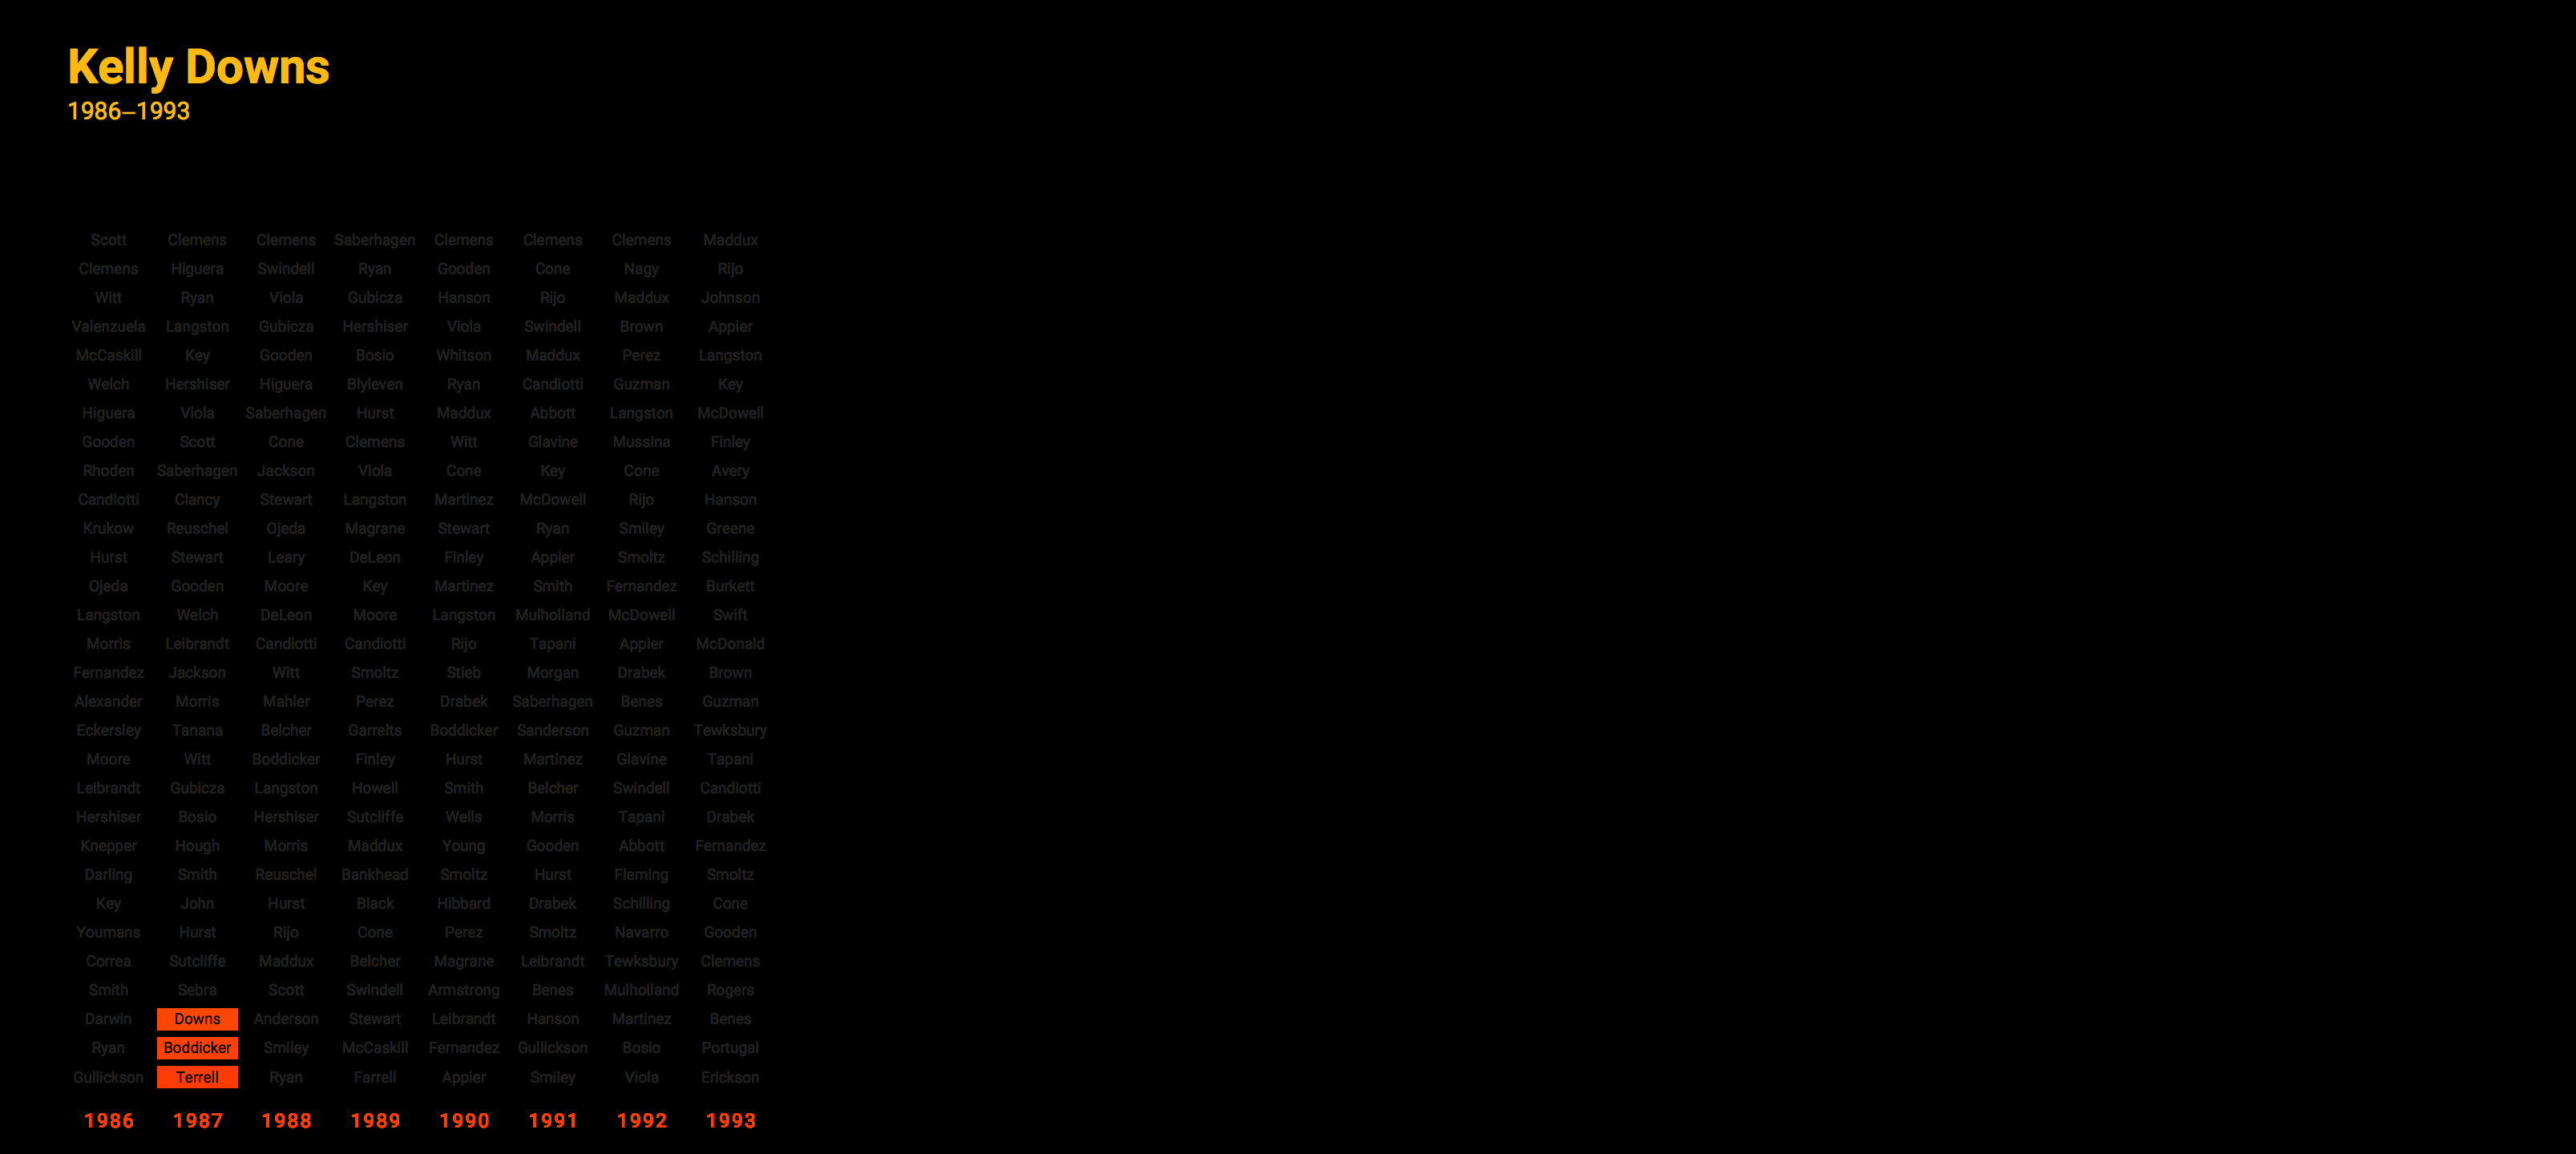 Kelly Downs
1986–1993
Scott Clemens Clemens Saberhagen Clemens Clemens Clemens Maddux
Clemens Higuera Swindell Ryan Gooden Cone Nagy Rijo
Witt Ryan Viola Gubicza Hanson Rijo Maddux Johnson
Valenzuela Langston Gubicza Hershiser Viola Swindell Brown Appier
McCaskill Key Gooden Bosio Whitson Maddux Perez Langston
Welch Hershiser Higuera Blyleven Ryan Candiotti Guzman Key
Higuera Viola Saberhagen Hurst Maddux Abbott Langston McDowell
Gooden Scott Cone Clemens Witt Glavine Mussina Finley
Rhoden Saberhagen Jackson Viola Cone Key Cone Avery
Candiotti Clancy Stewart Langston Martinez McDowell Rijo Hanson
Krukow Reuschel Ojeda Magrane Stewart Ryan Smiley Greene
Hurst Stewart Leary DeLeon Finley Appier Smoltz Schilling
Ojeda Gooden Moore Key Martinez Smith Fernandez Burkett
Langston Welch DeLeon Moore Langston Mulholland McDowell Swift
Morris Leibrandt Candiotti Candiotti Rijo Tapani Appier McDonald
Fernandez Jackson Witt Smoltz Stieb Morgan Drabek Brown
Alexander Morris Mahler Perez Drabek Saberhagen Benes Guzman
Eckersley Tanana Belcher Garrelts Boddicker Sanderson Guzman Tewksbury
Moore Witt Boddicker Finley Hurst Martinez Glavine Tapani
Leibrandt Gubicza Langston Howell Smith Belcher Swindell Candiotti
Hershiser Bosio Hershiser Sutcliffe Wells Morris Tapani Drabek
Knepper Hough Morris Maddux Young Gooden Abbott Fernandez
Darling Smith Reuschel Bankhead Smoltz Hurst Fleming Smoltz
Key John Hurst Black Hibbard Drabek Schilling Cone
Youmans Hurst Rijo Cone Perez Smoltz Navarro Gooden
Correa Sutcliffe Maddux Belcher Magrane Leibrandt Tewksbury Clemens
Smith Sebra Scott Swindell Armstrong Benes Mulholland Rogers
Darwin Downs Anderson Stewart Leibrandt Hanson Martinez Benes
Ryan Boddicker Smiley McCaskill Fernandez Gullickson Bosio Portugal
Gullickson Terrell Ryan Farrell Appier Smiley Viola Erickson
1986 1987 1988 1989 1990 1991 1992 1993